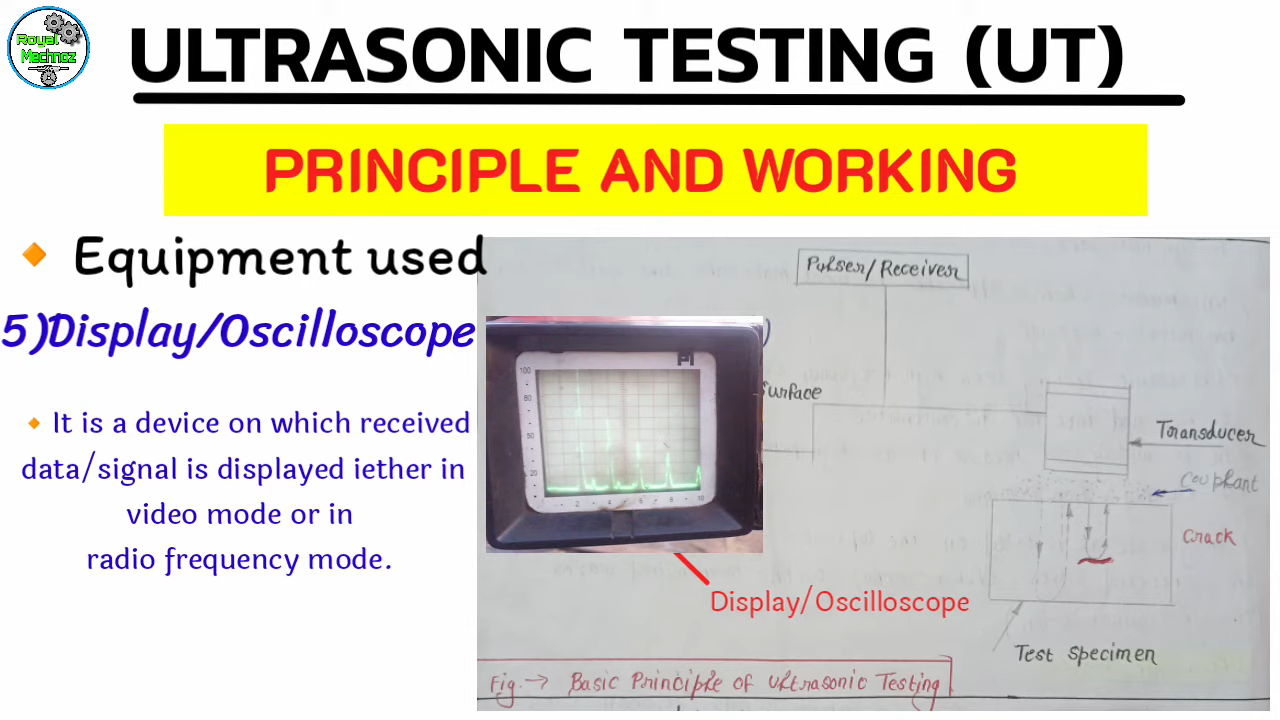 Royal
Mechnoz
ULTRASONIC TESTING (UT)
PRINCIPLE AND WORKING
🔸 Equipment used
5)Display/Oscilloscope
🔸It is a device on which received
data/signal is displayed iether in
video mode or in
radio frequency mode.
Pulser/Receiver
Surface
Transducer
Couplant
Crack
Test specimen
100
80
50
20
2 4 6 8 10
Display/Oscilloscope
Fig.→ Basic Principle of Ultrasonic Testing